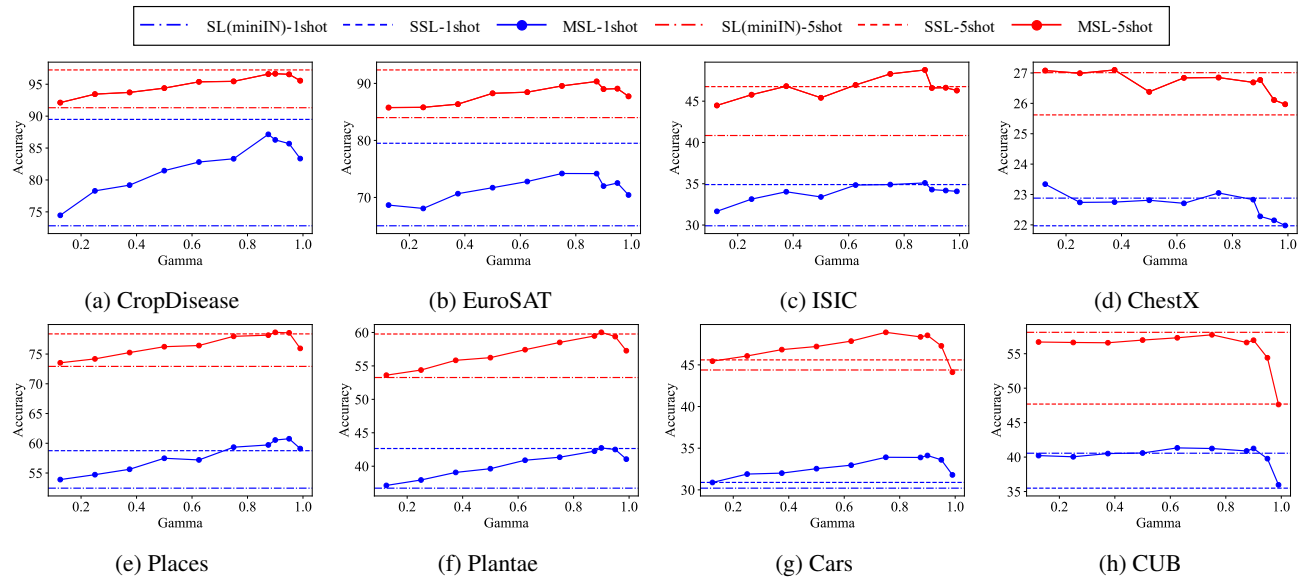 SL(miniIN)-1shot SSL-1shot MSL-1shot SL(miniIN)-5shot SSL-5shot MSL-5shot
95
90
85
80
75
Accuracy
0.2 0.4 0.6 0.8 1.0
Gamma
(a) CropDisease
90
80
70
Accuracy
0.2 0.4 0.6 0.8 1.0
Gamma
(b) EuroSAT
45
40
35
30
Accuracy
0.2 0.4 0.6 0.8 1.0
Gamma
(c) ISIC
27
26
25
24
23
22
Accuracy
0.2 0.4 0.6 0.8 1.0
Gamma
(d) ChestX
75
70
65
60
55
Accuracy
0.2 0.4 0.6 0.8 1.0
Gamma
(e) Places
60
55
50
45
40
Accuracy
0.2 0.4 0.6 0.8 1.0
Gamma
(f) Plantae
45
40
35
30
Accuracy
0.2 0.4 0.6 0.8 1.0
Gamma
(g) Cars
55
50
45
40
35
Accuracy
0.2 0.4 0.6 0.8 1.0
Gamma
(h) CUB